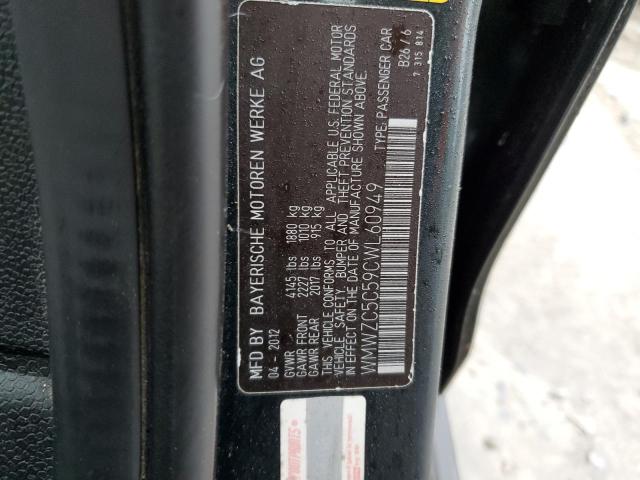 MFD BY BAYERISCHE MOTOREN WERKE AG
04 - 2012
GVWR 4145 lbs 1880 kg
GAWR FRONT 2227 lbs 1010 kg
GAWR REAR 2017 lbs 915 kg
THIS VEHICLE CONFORMS TO ALL APPLICABLE U.S. FEDERAL MOTOR
VEHICLE SAFETY, BUMPER AND THEFT PREVENTION STANDARDS
IN EFFECT ON THE DATE OF MANUFACTURE SHOWN ABOVE.
WMWZC5C59CWL60949 TYPE: PASSENGER CAR
B26/6
7 315 814